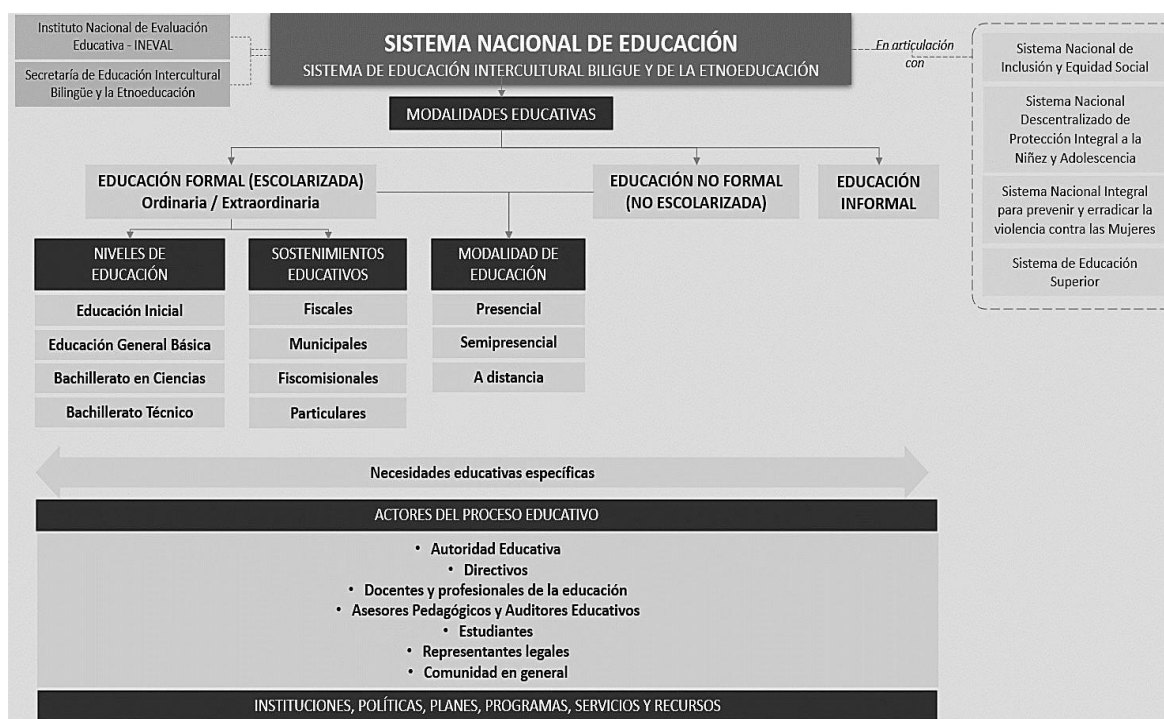 Instituto Nacional de Evaluación
Educativa - INEVAL
Secretaría de Educación Intercultural
Bilingüe y la Etnoeducación
SISTEMA NACIONAL DE EDUCACIÓN
SISTEMA DE EDUCACIÓN INTERCULTURAL BILIGUE Y DE LA ETNOEDUCACIÓN
En articulación
con
Sistema Nacional de
Inclusión y Equidad Social
Sistema Nacional
Descentralizado de
Protección Integral a la
Niñez y Adolescencia
Sistema Nacional Integral
para prevenir y erradicar la
violencia contra las Mujeres
Sistema de Educación
Superior
MODALIDADES EDUCATIVAS
EDUCACIÓN FORMAL (ESCOLARIZADA)
Ordinaria / Extraordinaria
EDUCACIÓN NO FORMAL
(NO ESCOLARIZADA)
EDUCACIÓN
INFORMAL
NIVELES DE
EDUCACIÓN
Educación Inicial
Educación General Básica
Bachillerato en Ciencias
Bachillerato Técnico
SOSTENIMIENTOS
EDUCATIVOS
Fiscales
Municipales
Fiscomisionales
Particulares
MODALIDAD DE
EDUCACIÓN
Presencial
Semipresencial
A distancia
Necesidades educativas específicas
ACTORES DEL PROCESO EDUCATIVO
• Autoridad Educativa
• Directivos
• Docentes y profesionales de la educación
• Asesores Pedagógicos y Auditores Educativos
• Estudiantes
• Representantes legales
• Comunidad en general
INSTITUCIONES, POLÍTICAS, PLANES, PROGRAMAS, SERVICIOS Y RECURSOS